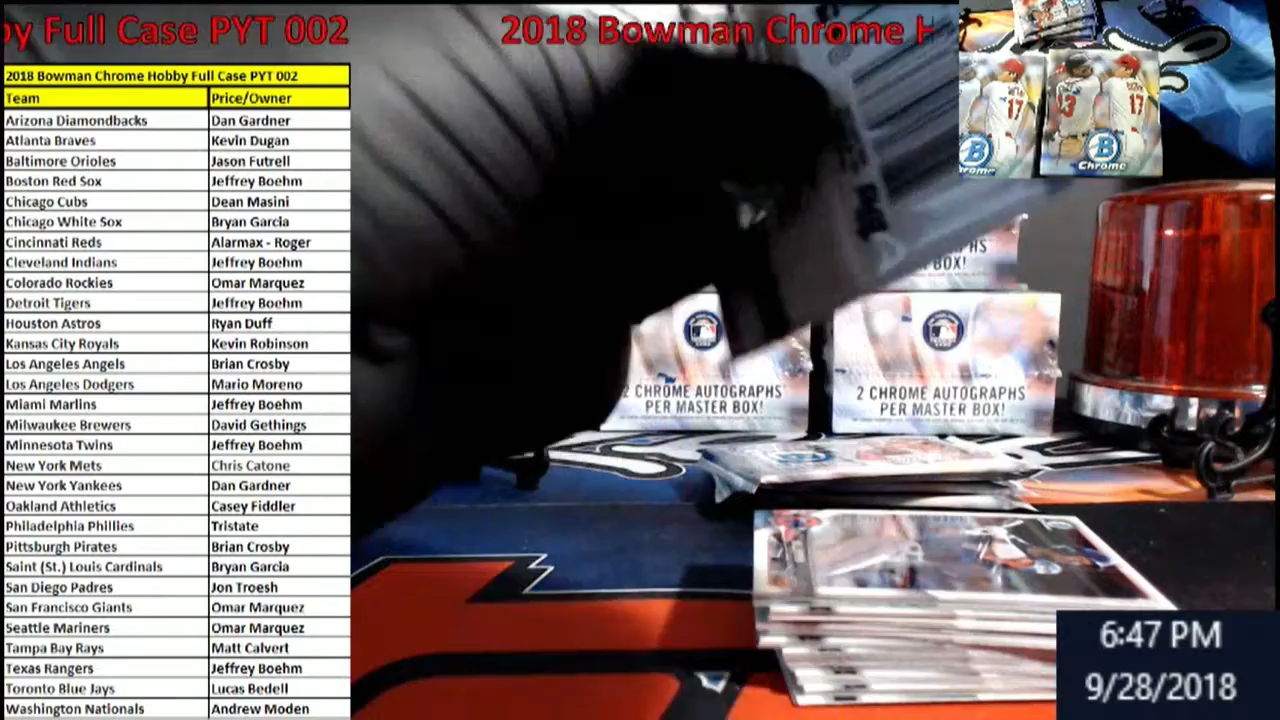 by Full Case PYT 002 2018 Bowman Chrome H
2018 Bowman Chrome Hobby Full Case PYT 002
Team Price/Owner
Arizona Diamondbacks Dan Gardner
Atlanta Braves Kevin Dugan
Baltimore Orioles Jason Futrell
Boston Red Sox Jeffrey Boehm
Chicago Cubs Dean Masini
Chicago White Sox Bryan Garcia
Cincinnati Reds Alarmax - Roger
Cleveland Indians Jeffrey Boehm
Colorado Rockies Omar Marquez
Detroit Tigers Jeffrey Boehm
Houston Astros Ryan Duff
Kansas City Royals Kevin Robinson
Los Angeles Angels Brian Crosby
Los Angeles Dodgers Mario Moreno
Miami Marlins Jeffrey Boehm
Milwaukee Brewers David Gethings
Minnesota Twins Jeffrey Boehm
New York Mets Chris Catone
New York Yankees Dan Gardner
Oakland Athletics Casey Fiddler
Philadelphia Phillies Tristate
Pittsburgh Pirates Brian Crosby
Saint (St.) Louis Cardinals Bryan Garcia
San Diego Padres Jon Troesh
San Francisco Giants Omar Marquez
Seattle Mariners Omar Marquez
Tampa Bay Rays Matt Calvert
Texas Rangers Jeffrey Boehm
Toronto Blue Jays Lucas Bedell
Washington Nationals Andrew Moden
17
13
17
B
B
Chrome
BOX!
2 CHROME AUTOGRAPHS
PER MASTER BOX!
2 CHROME AUTOGRAPHS
PER MASTER BOX!
6:47 PM
9/28/2018